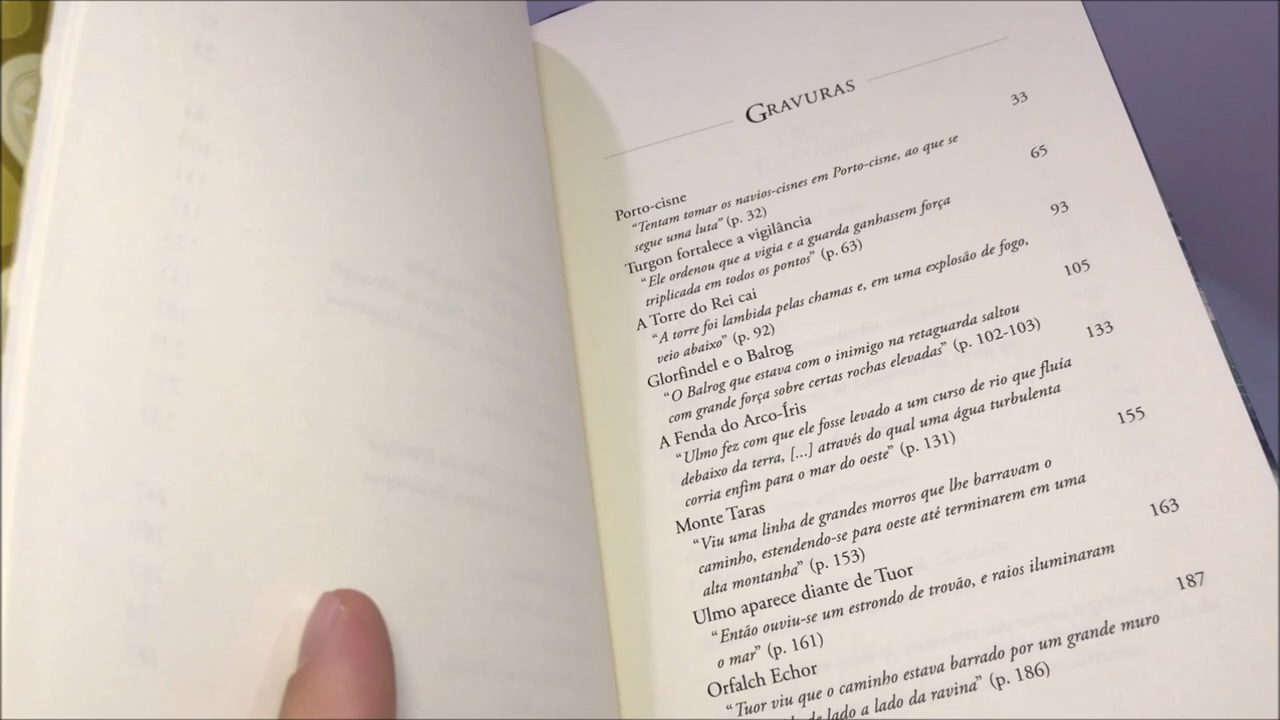 GRAVURAS
Porto-cisne 33
“Tentam tomar os navios-cisnes em Porto-cisne, ao que se
segue uma luta” (p. 32)
Turgon fortalece a vigilância 65
“Ele ordenou que a vigia e a guarda ganhassem força
triplicada em todos os pontos” (p. 63)
A Torre do Rei cai 93
“A torre foi lambida pelas chamas e, em uma explosão de fogo,
veio abaixo” (p. 92)
Glorfindel e o Balrog 105
“O Balrog que estava com o inimigo na retaguarda saltou
com grande força sobre certas rochas elevadas” (p. 102-103)
A Fenda do Arco-Íris 133
“Ulmo fez com que ele fosse levado a um curso de rio que fluía
debaixo da terra, [...] através do qual uma água turbulenta
corria enfim para o mar do oeste” (p. 131)
Monte Taras 155
“Viu uma linha de grandes morros que lhe barravam o
caminho, estendendo-se para oeste até terminarem em uma
alta montanha” (p. 153)
Ulmo aparece diante de Tuor 163
“Então ouviu-se um estrondo de trovão, e raios iluminaram
o mar” (p. 161)
Orfalch Echor 187
“Tuor viu que o caminho estava barrado por um grande muro
de lado a lado da ravina” (p. 186)